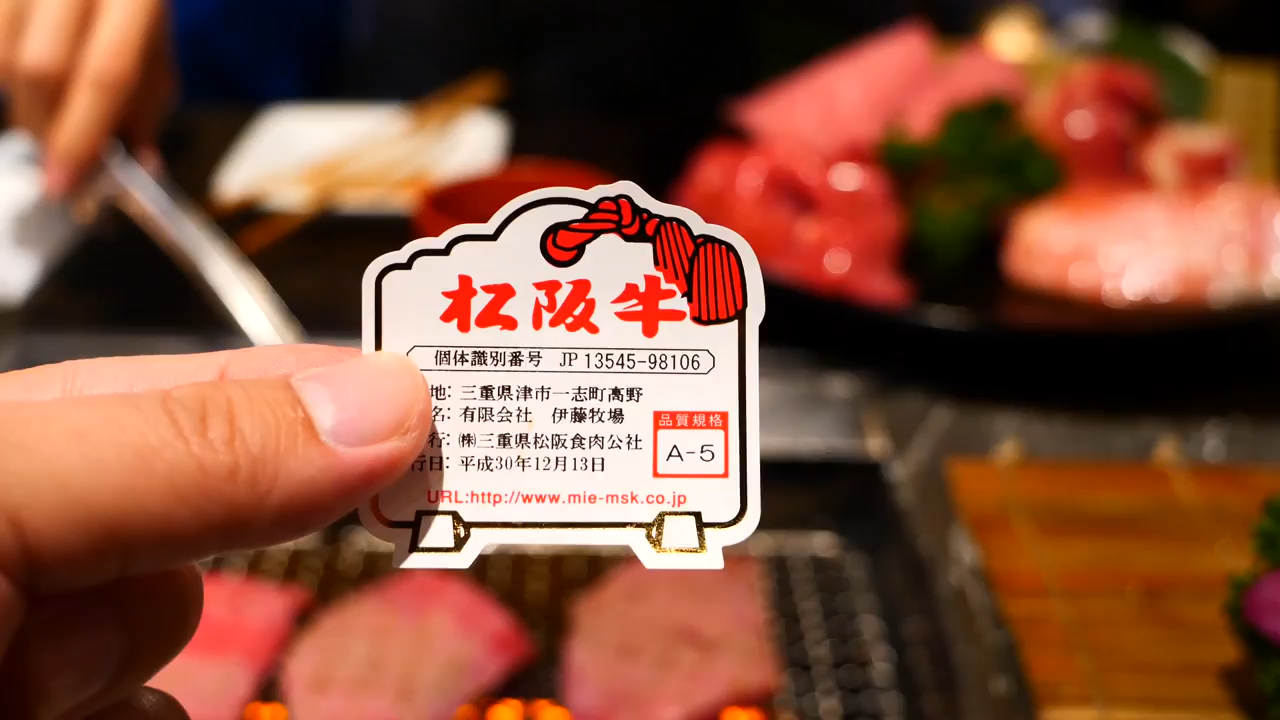 松阪牛
個体識別番号 JP 13545-98106
地: 三重県津市一志町高野
名: 有限会社 伊藤牧場
行: ㈱三重県松阪食肉公社
行日: 平成30年12月13日
品質規格
A-5
URL:http://www.mie-msk.co.jp